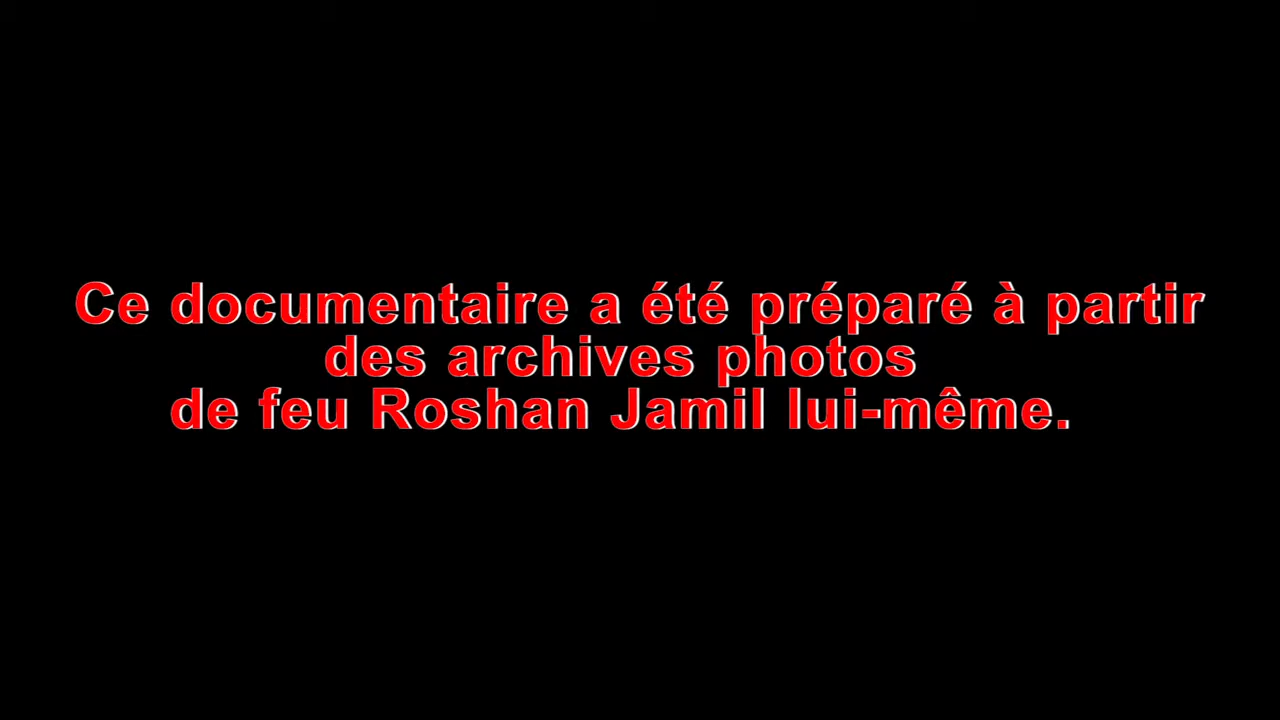 Ce documentaire a été préparé à partir
des archives photos
de feu Roshan Jamil lui-même.